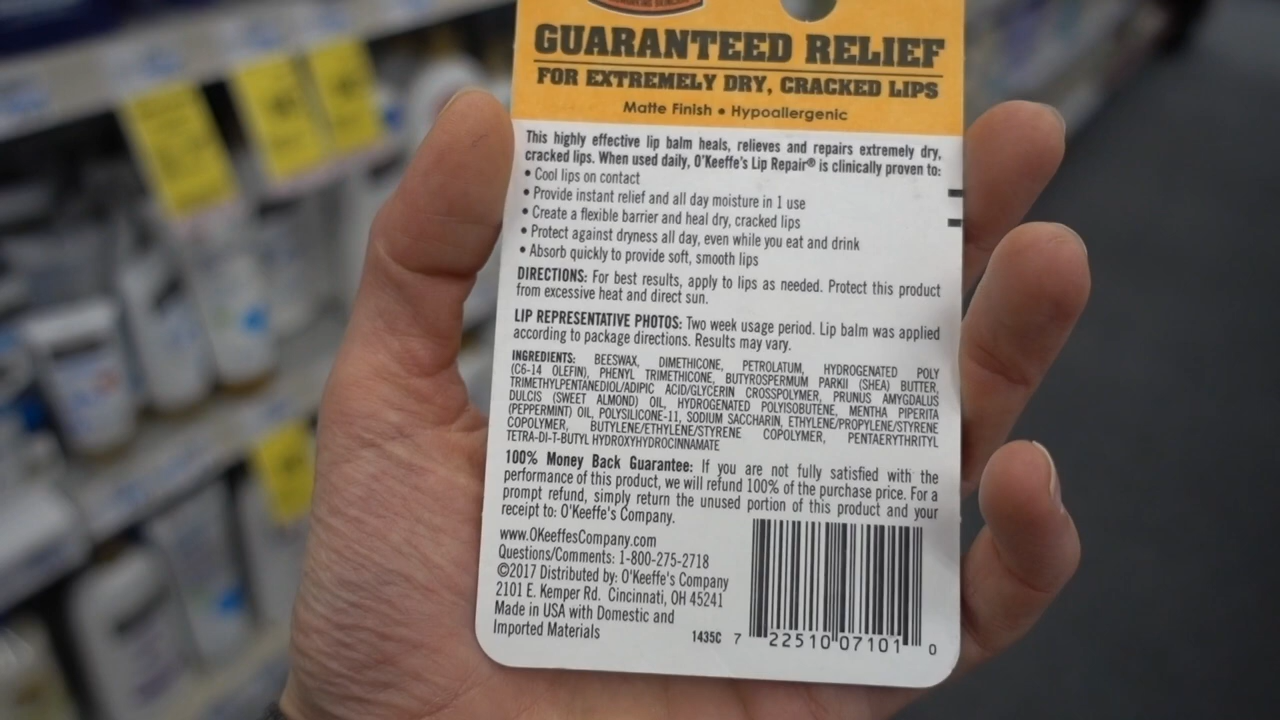 GUARANTEED RELIEF
FOR EXTREMELY DRY, CRACKED LIPS
Matte Finish • Hypoallergenic
This highly effective lip balm heals, relieves and repairs extremely dry,
cracked lips. When used daily, O'Keeffe's Lip Repair® is clinically proven to:
• Cool lips on contact
• Provide instant relief and all day moisture in 1 use
• Create a flexible barrier and heal dry, cracked lips
• Protect against dryness all day, even while you eat and drink
• Absorb quickly to provide soft, smooth lips
DIRECTIONS: For best results, apply to lips as needed. Protect this product
from excessive heat and direct sun.
LIP REPRESENTATIVE PHOTOS: Two week usage period. Lip balm was applied
according to package directions. Results may vary.
INGREDIENTS: BEESWAX, DIMETHICONE, PETROLATUM, HYDROGENATED POLY
(C6-14 OLEFIN), PHENYL TRIMETHICONE, BUTYROSPERMUM PARKII (SHEA) BUTTER,
TRIMETHYLPENTANEDIOL/ADIPIC ACID/GLYCERIN CROSSPOLYMER, PRUNUS AMYGDALUS
DULCIS (SWEET ALMOND) OIL, HYDROGENATED POLYISOBUTENE, MENTHA PIPERITA
(PEPPERMINT) OIL, POLYSILICONE-11, SODIUM SACCHARIN, ETHYLENE/PROPYLENE/STYRENE
COPOLYMER, BUTYLENE/ETHYLENE/STYRENE COPOLYMER, PENTAERYTHRITYL
TETRA-DI-T-BUTYL HYDROXYHYDROCINNAMATE
100% Money Back Guarantee: If you are not fully satisfied with the
performance of this product, we will refund 100% of the purchase price. For a
prompt refund, simply return the unused portion of this product and your
receipt to: O'Keeffe's Company.
www.OKeeffesCompany.com
Questions/Comments: 1-800-275-2718
©2017 Distributed by: O'Keeffe's Company
2101 E. Kemper Rd. Cincinnati, OH 45241
Made in USA with Domestic and
Imported Materials
1435C 7 22510 07101 0